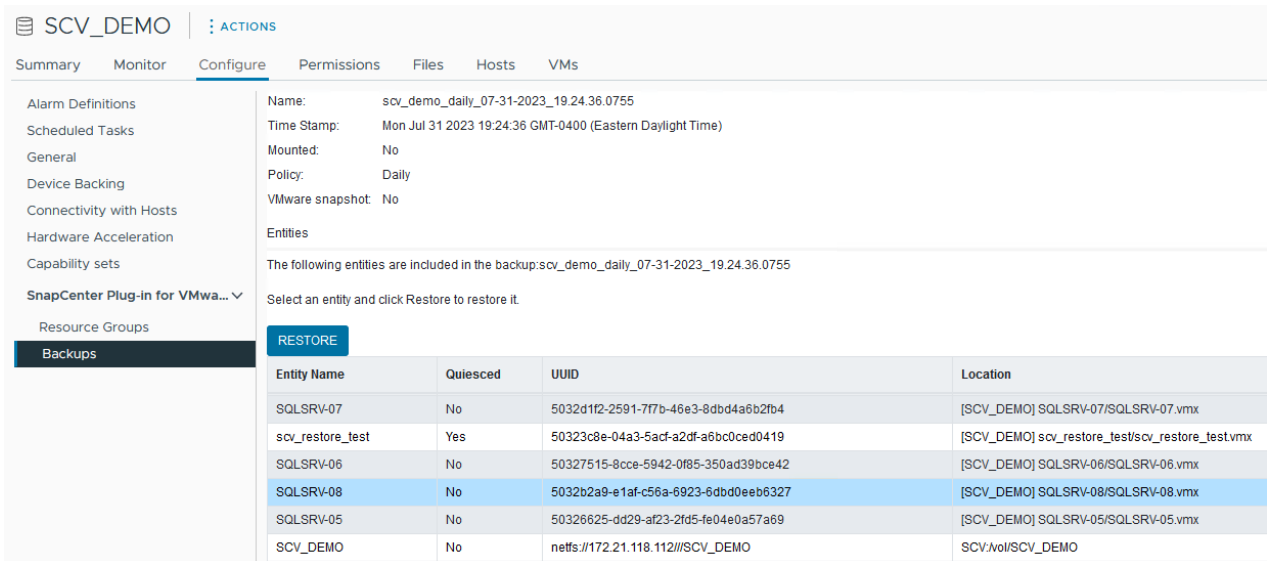 SCV_DEMO ACTIONS
Summary Monitor Configure Permissions Files Hosts VMs
Alarm Definitions
Scheduled Tasks
General
Device Backing
Connectivity with Hosts
Hardware Acceleration
Capability sets
SnapCenter Plug-in for VMwa...
Resource Groups
Backups
Name: scv_demo_daily_07-31-2023_19.24.36.0755
Time Stamp: Mon Jul 31 2023 19:24:36 GMT-0400 (Eastern Daylight Time)
Mounted: No
Policy: Daily
VMware snapshot: No
Entities
The following entities are included in the backup:scv_demo_daily_07-31-2023_19.24.36.0755
Select an entity and click Restore to restore it.
RESTORE
Entity Name Quiesced UUID Location
SQLSRV-07 No 5032d1f2-2591-7f7b-46e3-8dbd4a6b2fb4 [SCV_DEMO] SQLSRV-07/SQLSRV-07.vmx
scv_restore_test Yes 50323c8e-04a3-5acf-a2df-a6bc0ced0419 [SCV_DEMO] scv_restore_test/scv_restore_test.vmx
SQLSRV-06 No 50327515-8cce-5942-0f85-350ad39bce42 [SCV_DEMO] SQLSRV-06/SQLSRV-06.vmx
SQLSRV-08 No 5032b2a9-e1af-c56a-6923-6dbd0eeb6327 [SCV_DEMO] SQLSRV-08/SQLSRV-08.vmx
SQLSRV-05 No 50326625-dd29-af23-2fd5-fe04e0a57a69 [SCV_DEMO] SQLSRV-05/SQLSRV-05.vmx
SCV_DEMO No netfs://172.21.118.112///SCV_DEMO SCV:/vol/SCV_DEMO